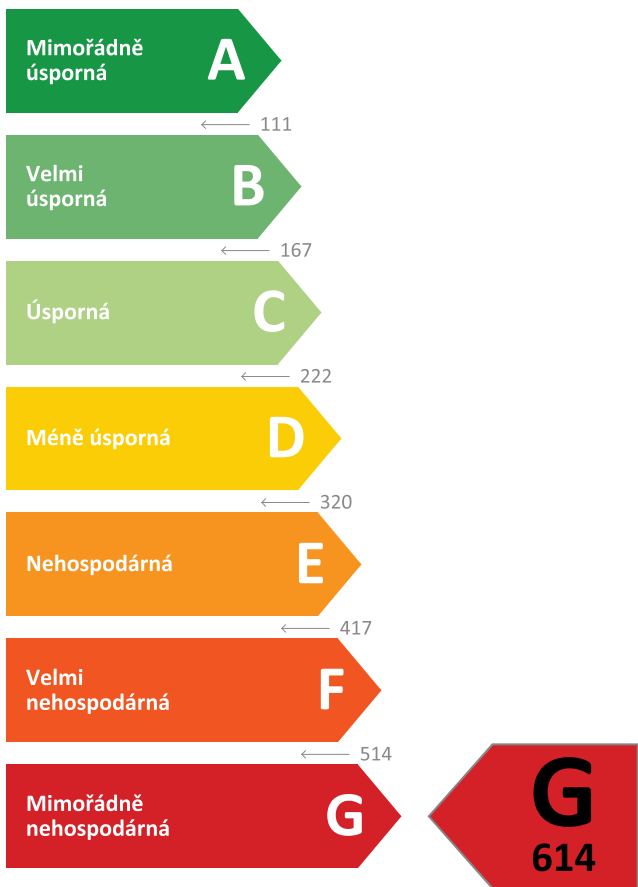 Mimořádně
úsporná
A
111
Velmi
úsporná
B
167
Úsporná
C
222
Méně úsporná
D
320
Nehospodárná
E
417
Velmi
nehospodárná
F
514
Mimořádně
nehospodárná
G
G
614